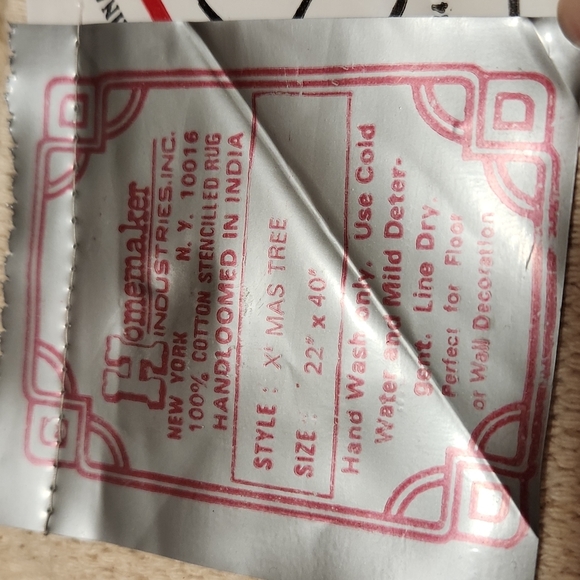 Homemaker
INDUSTRIES, INC.
NEW YORK N. Y. 10016
100% COTTON STENCILLED RUG
HANDLOOMED IN INDIA
STYLE : X' MAS TREE
SIZE : 22" x 40"
Hand Wash only. Use Cold
Water and Mild Deter-
gent. Line Dry.
Perfect for Floor
or Wall Decoration